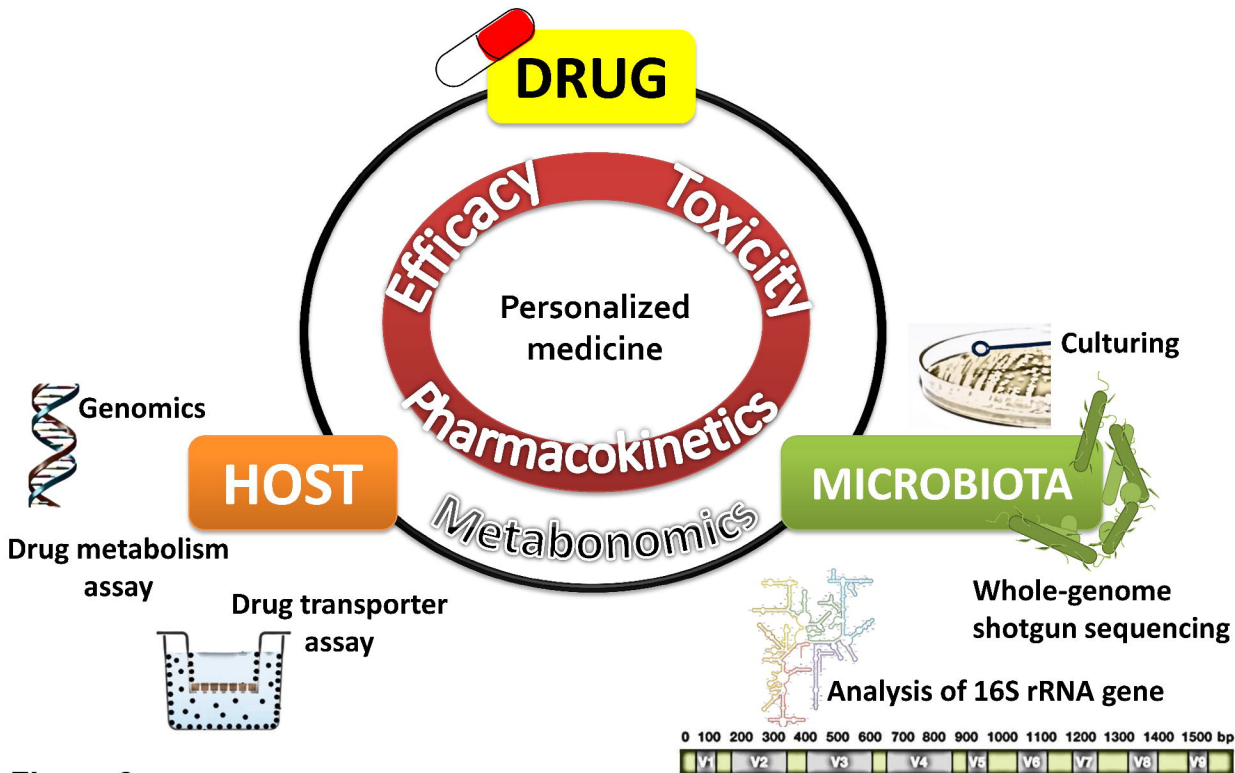 DRUG
Efficacy
Toxicity
Personalized
medicine
Pharmacokinetics
Metabonomics
Culturing
Genomics
HOST
MICROBIOTA
Drug metabolism
assay
Drug transporter
assay
Whole-genome
shotgun sequencing
Analysis of 16S rRNA gene
0 100 200 300 400 500 600 700 800 900 1000 1100 1200 1300 1400 1500 bp
V1 V2 V3 V4 V5 V6 V7 V8 V9